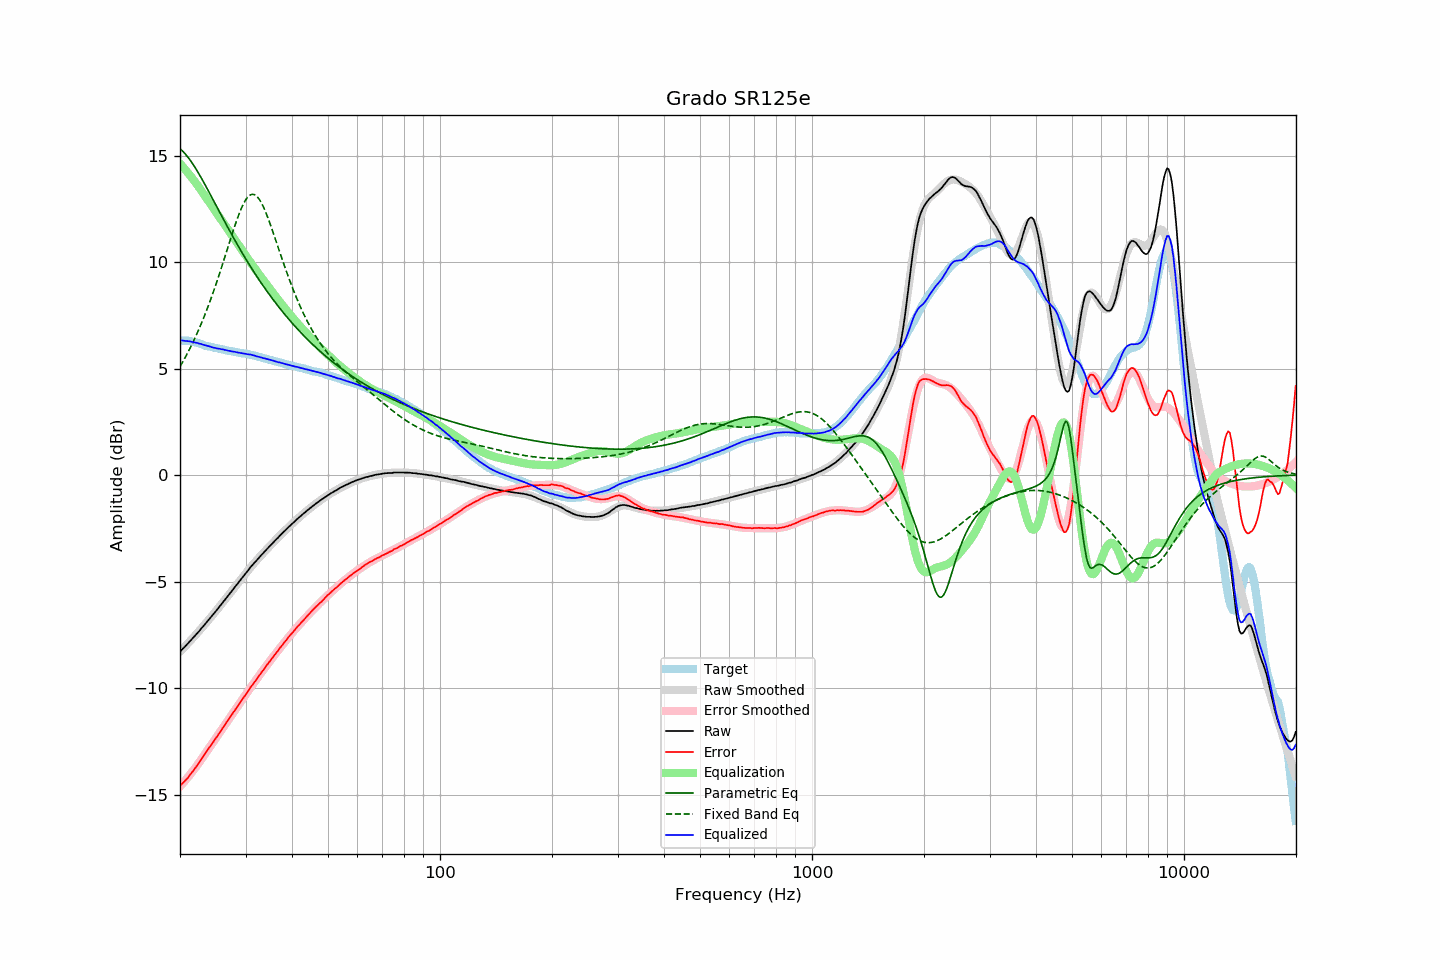 Grado SR125e
Amplitude (dBr)
15
10
5
0
−5
−10
−15
Target
Raw Smoothed
Error Smoothed
Raw
Error
Equalization
Parametric Eq
Fixed Band Eq
Equalized
100
1000
10000
Frequency (Hz)